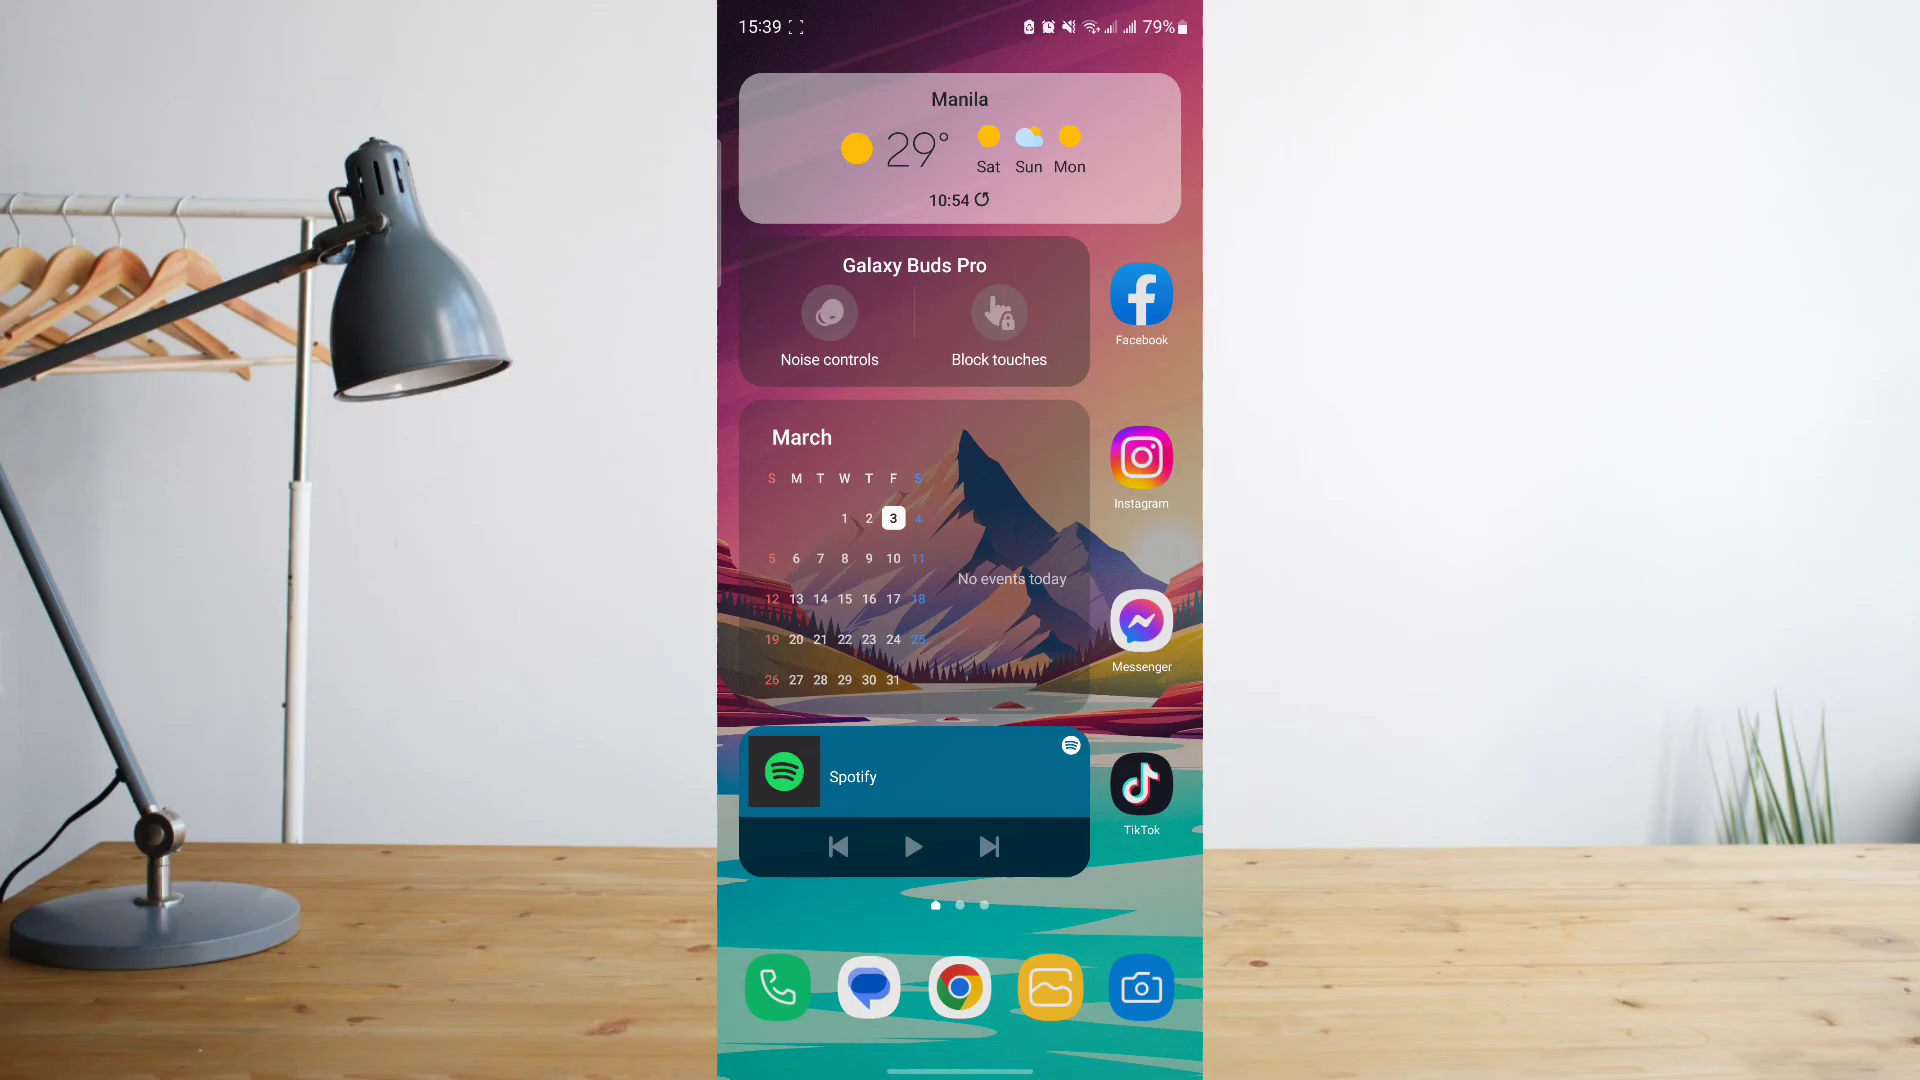 15:39 79%
Manila
29°
Sat Sun Mon
10:54
Galaxy Buds Pro
Noise controls Block touches
Facebook
March
S M T W T F S
1 2 3 4
5 6 7 8 9 10 11
12 13 14 15 16 17 18
19 20 21 22 23 24 25
26 27 28 29 30 31
No events today
Instagram
Messenger
Spotify
TikTok